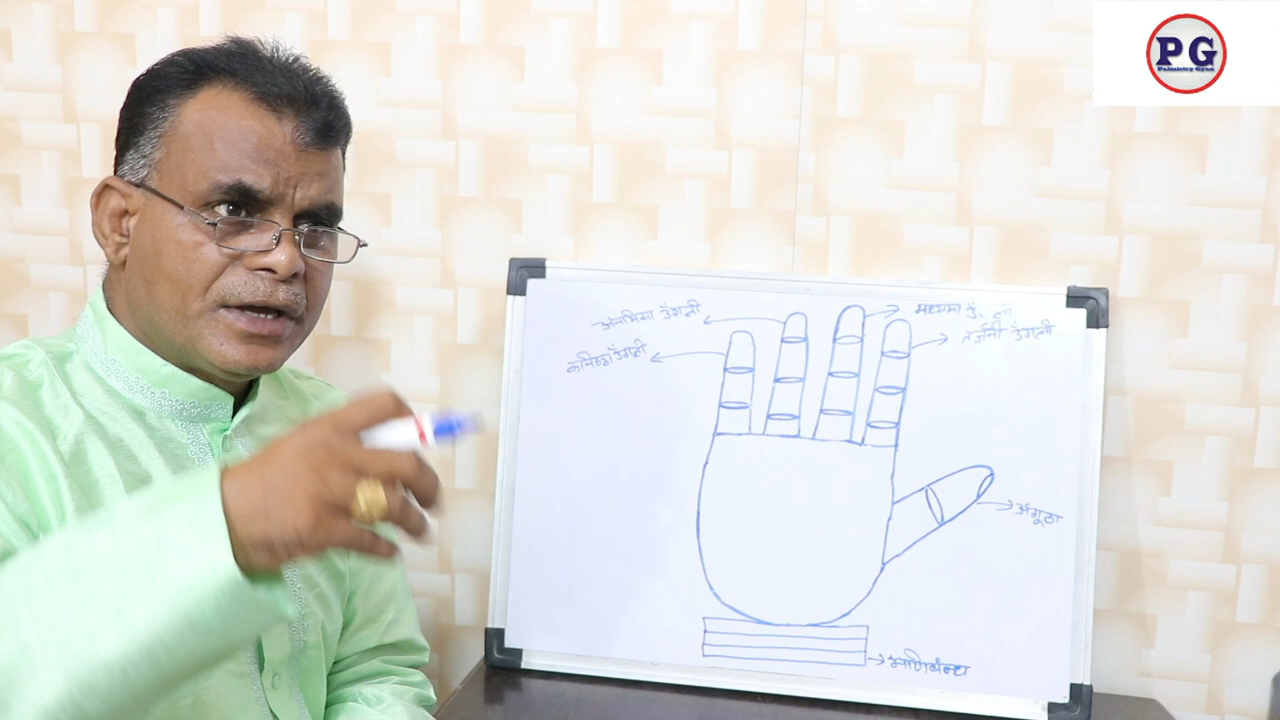 PG
Palmistry Gyan
अनामिका उँगली
मध्यमा उँ. ली
तर्जनी उँगली
कनिष्ठा उँगली
अँगूठा
मणिबन्ध